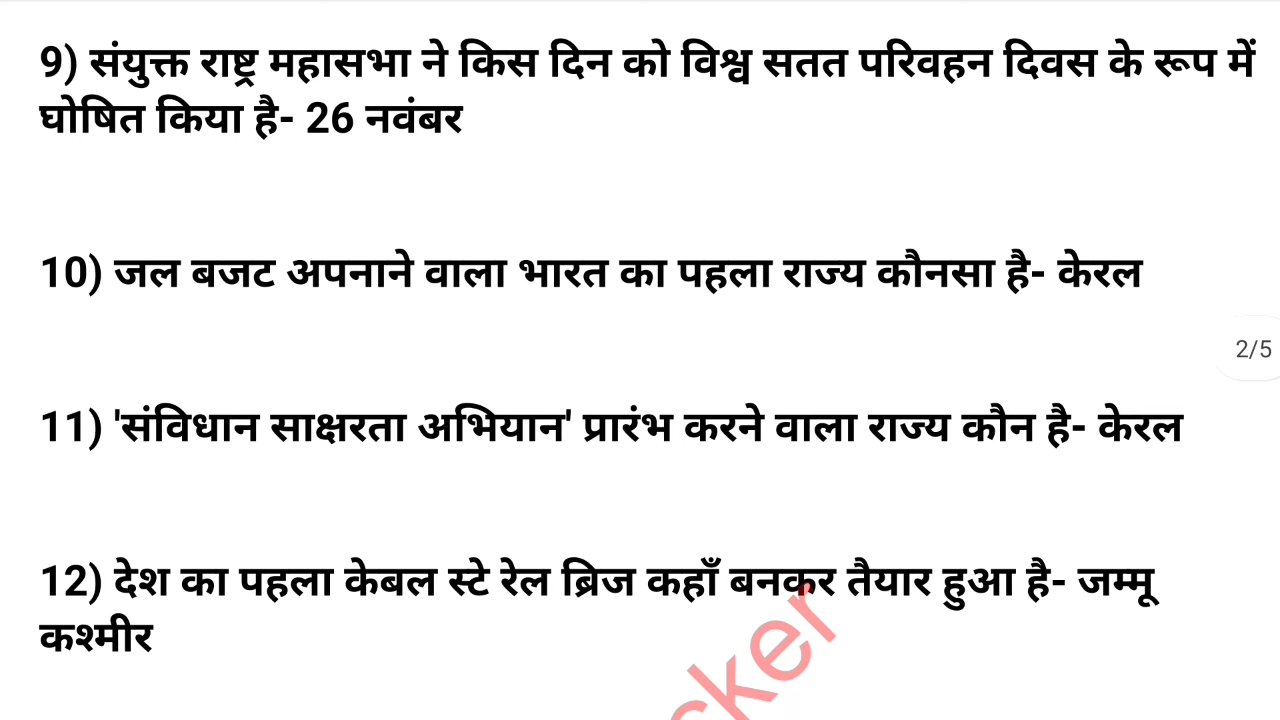 9) संयुक्त राष्ट्र महासभा ने किस दिन को विश्व सतत परिवहन दिवस के रूप में
घोषित किया है- 26 नवंबर
10) जल बजट अपनाने वाला भारत का पहला राज्य कौनसा है- केरल
2/5
11) 'संविधान साक्षरता अभियान' प्रारंभ करने वाला राज्य कौन है- केरल
12) देश का पहला केबल स्टे रेल ब्रिज कहाँ बनकर तैयार हुआ है- जम्मू
कश्मीर
cker